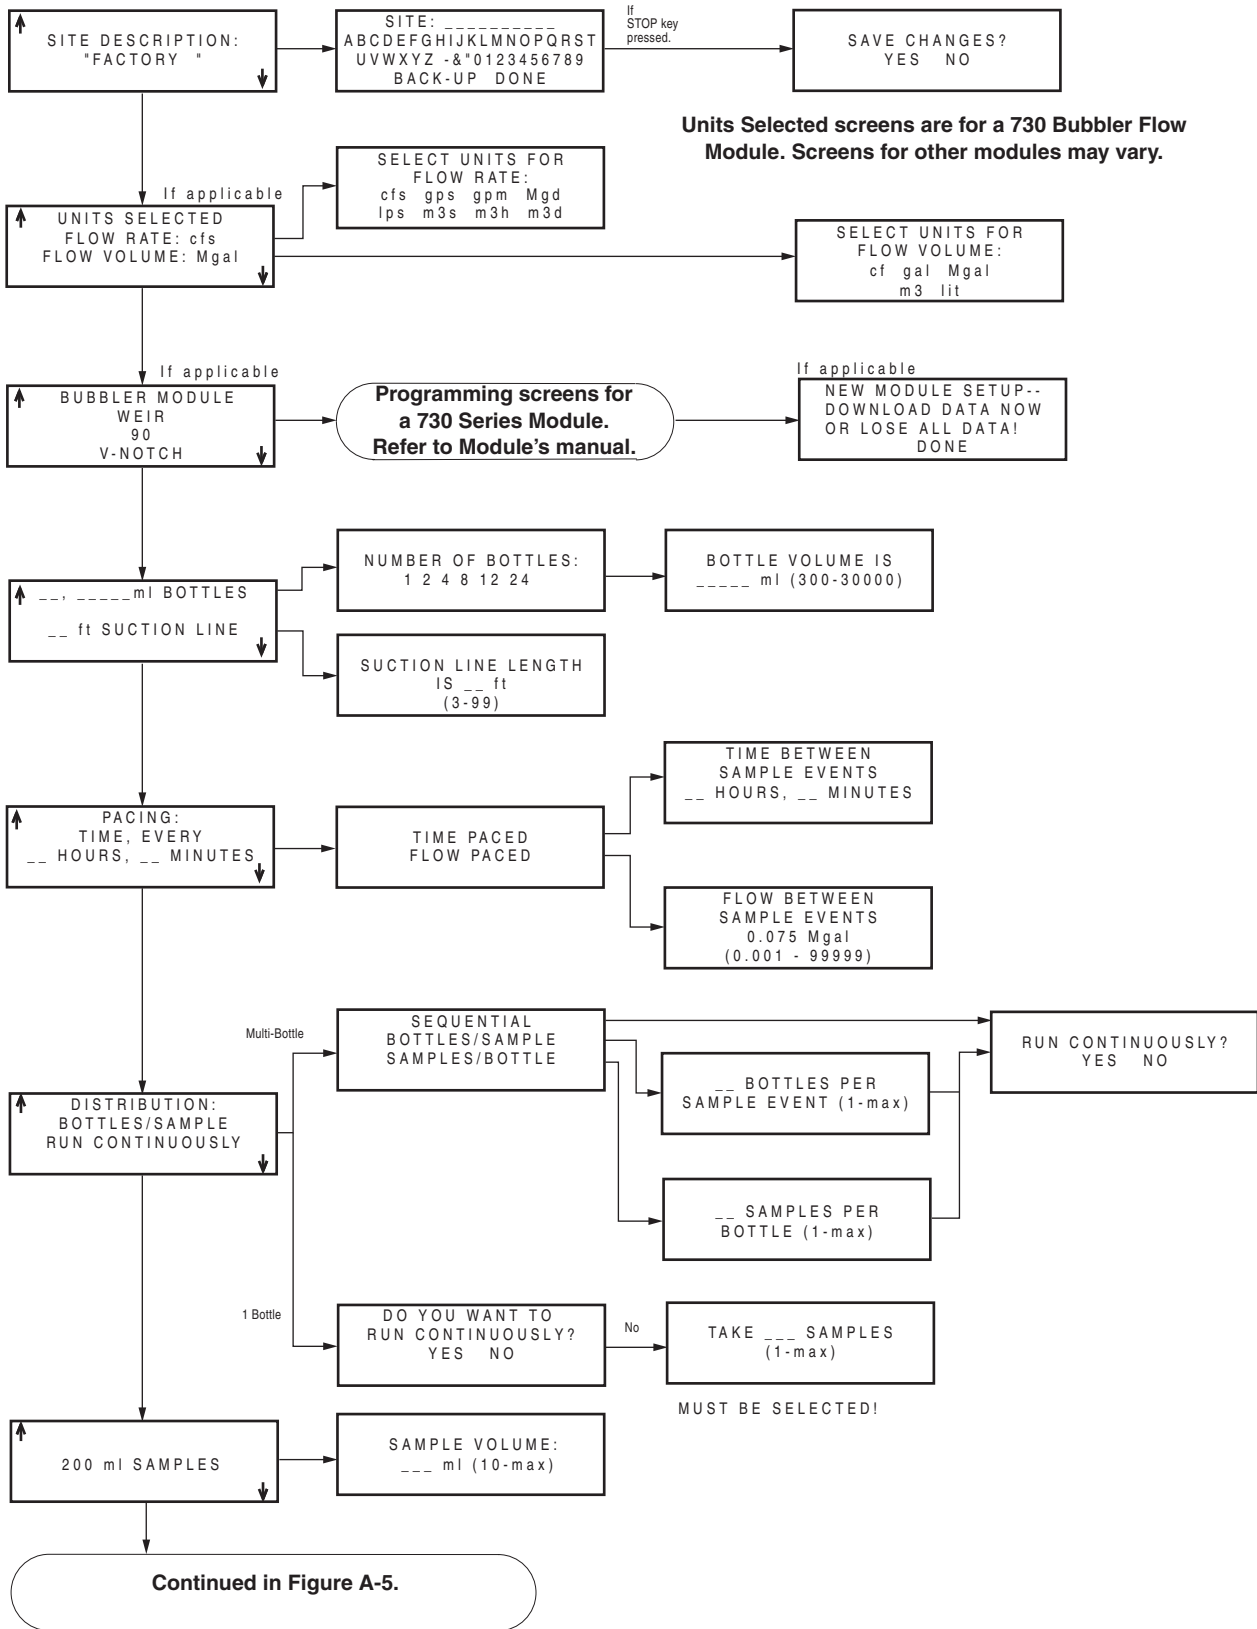 SITE DESCRIPTION:
"FACTORY "
SITE: __________
ABCDEFGHIJKLMNOPQRST
UVWXYZ -&"0123456789
BACK-UP DONE
If
STOP key
pressed.
SAVE CHANGES?
YES NO
Units Selected screens are for a 730 Bubbler Flow
Module. Screens for other modules may vary.
If applicable
UNITS SELECTED
FLOW RATE: cfs
FLOW VOLUME: Mgal
SELECT UNITS FOR
FLOW RATE:
cfs gps gpm Mgd
lps m3s m3h m3d
SELECT UNITS FOR
FLOW VOLUME:
cf gal Mgal
m3 lit
If applicable
BUBBLER MODULE
WEIR
90
V-NOTCH
Programming screens for
a 730 Series Module.
Refer to Module's manual.
If applicable
NEW MODULE SETUP--
DOWNLOAD DATA NOW
OR LOSE ALL DATA!
DONE
__, _____ml BOTTLES
__ ft SUCTION LINE
NUMBER OF BOTTLES:
1 2 4 8 12 24
BOTTLE VOLUME IS
_____ ml (300-30000)
SUCTION LINE LENGTH
IS __ ft
(3-99)
PACING:
TIME, EVERY
__ HOURS, __ MINUTES
TIME PACED
FLOW PACED
TIME BETWEEN
SAMPLE EVENTS
__ HOURS, __ MINUTES
FLOW BETWEEN
SAMPLE EVENTS
0.075 Mgal
(0.001 - 99999)
DISTRIBUTION:
BOTTLES/SAMPLE
RUN CONTINUOUSLY
Multi-Bottle
SEQUENTIAL
BOTTLES/SAMPLE
SAMPLES/BOTTLE
__ BOTTLES PER
SAMPLE EVENT (1-max)
__ SAMPLES PER
BOTTLE (1-max)
RUN CONTINUOUSLY?
YES NO
1 Bottle
DO YOU WANT TO
RUN CONTINUOUSLY?
YES NO
No
TAKE ___ SAMPLES
(1-max)
MUST BE SELECTED!
200 ml SAMPLES
SAMPLE VOLUME:
___ ml (10-max)
Continued in Figure A-5.